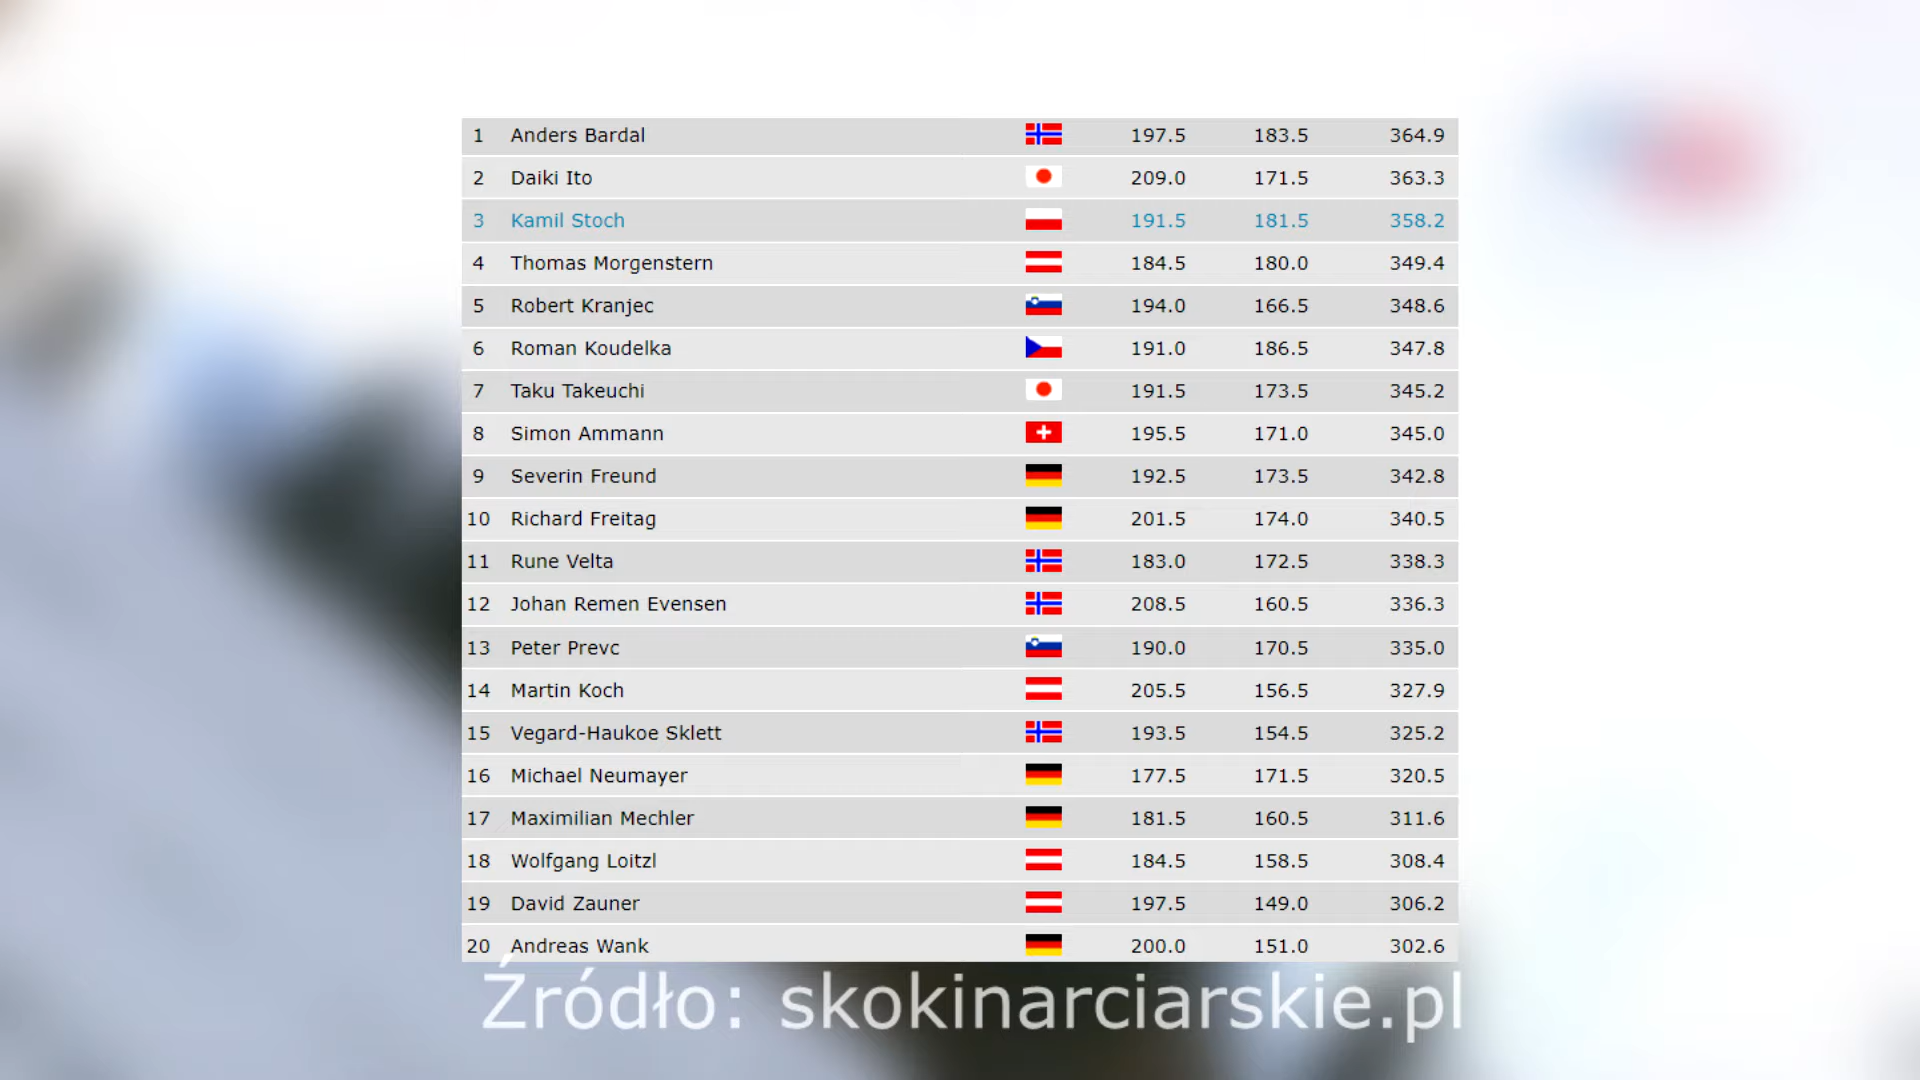 1 Anders Bardal 197.5 183.5 364.9
2 Daiki Ito 209.0 171.5 363.3
3 Kamil Stoch 191.5 181.5 358.2
4 Thomas Morgenstern 184.5 180.0 349.4
5 Robert Kranjec 194.0 166.5 348.6
6 Roman Koudelka 191.0 186.5 347.8
7 Taku Takeuchi 191.5 173.5 345.2
8 Simon Ammann 195.5 171.0 345.0
9 Severin Freund 192.5 173.5 342.8
10 Richard Freitag 201.5 174.0 340.5
11 Rune Velta 183.0 172.5 338.3
12 Johan Remen Evensen 208.5 160.5 336.3
13 Peter Prevc 190.0 170.5 335.0
14 Martin Koch 205.5 156.5 327.9
15 Vegard-Haukoe Sklett 193.5 154.5 325.2
16 Michael Neumayer 177.5 171.5 320.5
17 Maximilian Mechler 181.5 160.5 311.6
18 Wolfgang Loitzl 184.5 158.5 308.4
19 David Zauner 197.5 149.0 306.2
20 Andreas Wank 200.0 151.0 302.6
Źródło: skokinarciarskie.pl